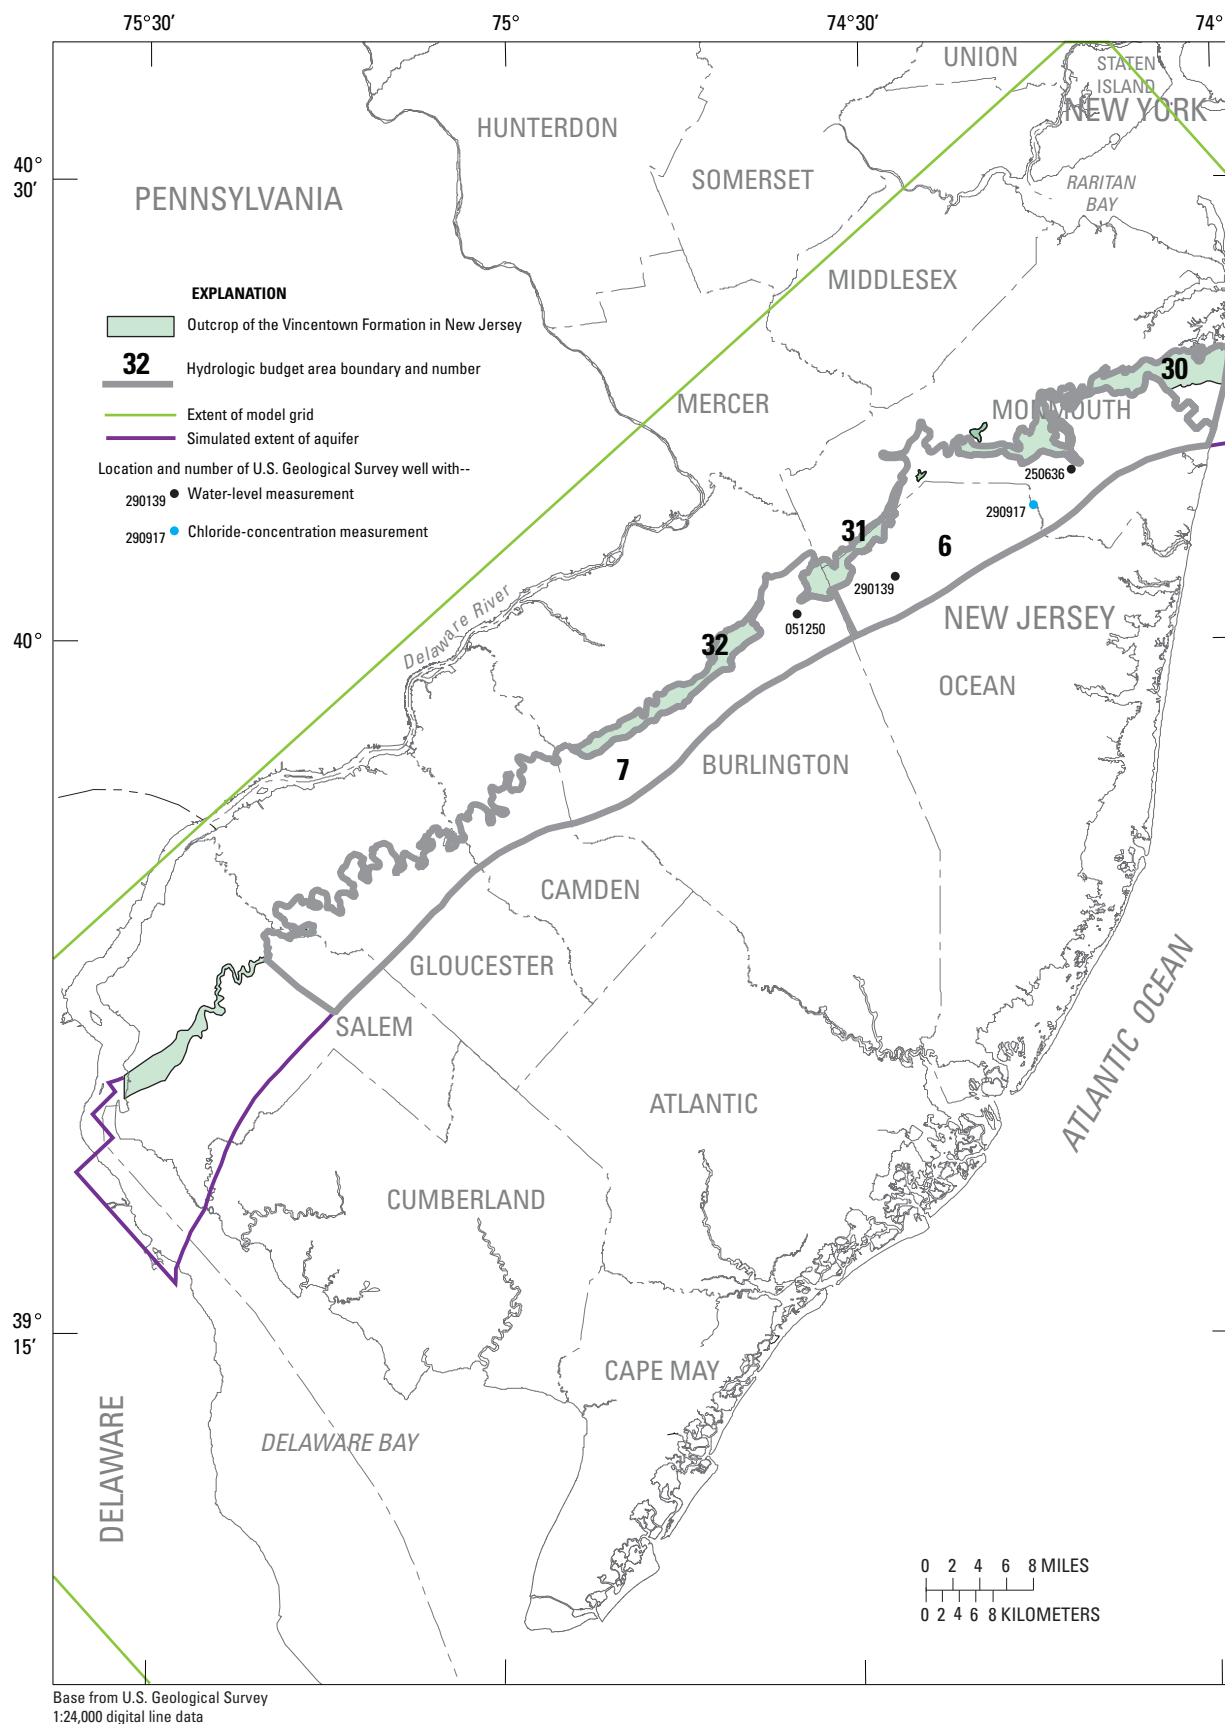 75°30′
75°
74°30′
74°
UNION
STATEN
ISLAND
NEW YORK
HUNTERDON
40°
30′
SOMERSET
RARITAN
BAY
PENNSYLVANIA
MIDDLESEX
EXPLANATION
Outcrop of the Vincentown Formation in New Jersey
32
Hydrologic budget area boundary and number
Extent of model grid
Simulated extent of aquifer
Location and number of U.S. Geological Survey well with--
290139
Water-level measurement
290917
Chloride-concentration measurement
30
MERCER
MONMOUTH
250636
290917
31
6
290139
051250
Delaware River
NEW JERSEY
40°
32
OCEAN
7
BURLINGTON
CAMDEN
GLOUCESTER
SALEM
ATLANTIC OCEAN
ATLANTIC
CUMBERLAND
39°
15′
CAPE MAY
DELAWARE
DELAWARE BAY
0 2 4 6 8 MILES
0 2 4 6 8 KILOMETERS
Base from U.S. Geological Survey
1:24,000 digital line data